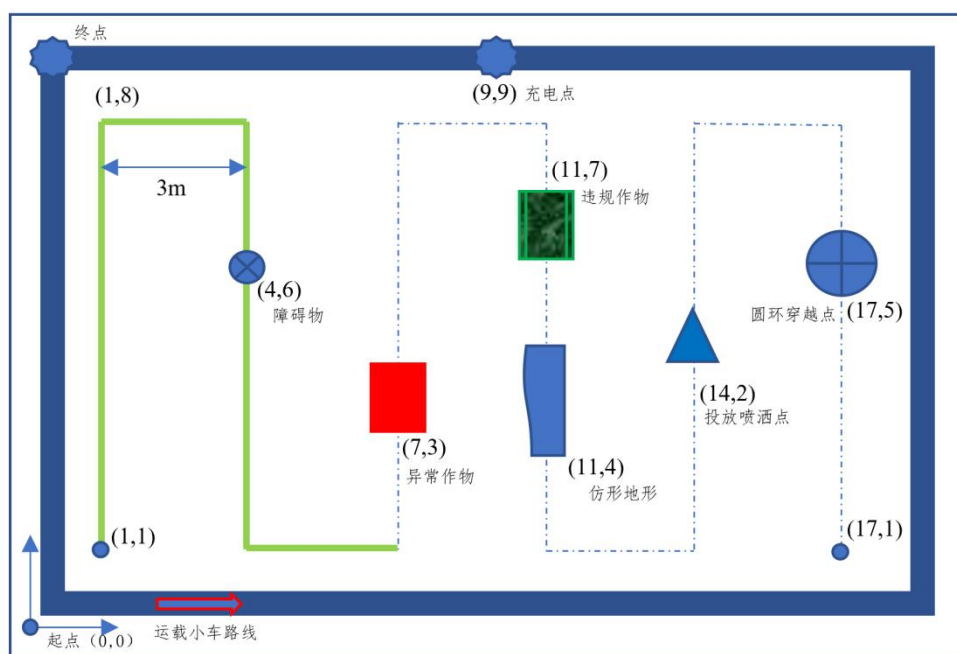 终点
(1,8)
(9,9) 充电点
3m
(11,7)
违规作物
(4,6)
障碍物
圆环穿越点 (17,5)
(14,2)
投放喷洒点
(7,3)
异常作物
(11,4)
仿形地形
(1,1)
(17,1)
起点（0,0）
运载小车路线